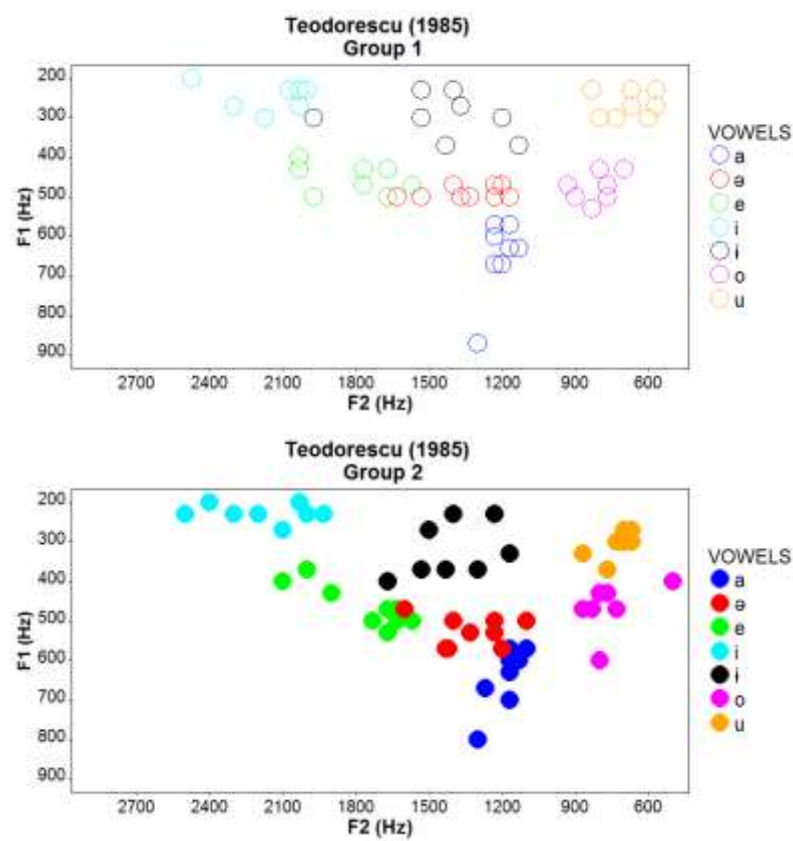 Teodorescu (1985)
Group 1
200
300
400
500
600
700
800
900
F1 (Hz)
2700 2400 2100 1800 1500 1200 900 600
F2 (Hz)
VOWELS
a
ə
e
i
ɨ
o
u
Teodorescu (1985)
Group 2
200
300
400
500
600
700
800
900
F1 (Hz)
2700 2400 2100 1800 1500 1200 900 600
F2 (Hz)
VOWELS
a
ə
e
i
ɨ
o
u